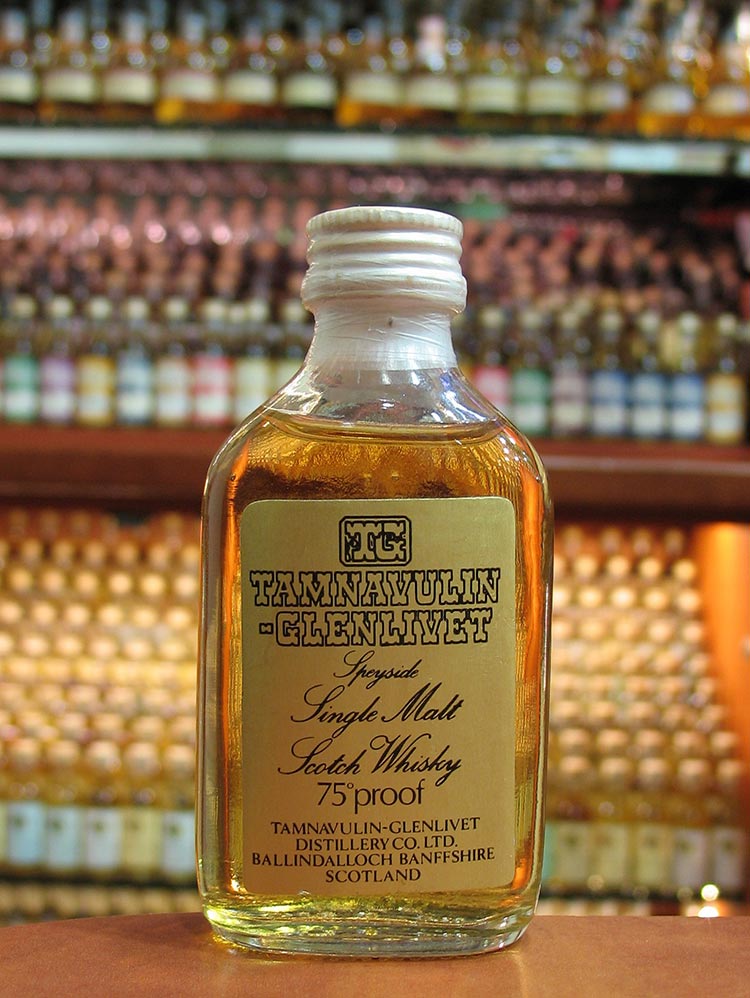 TG
TAMNAVULIN
-GLENLIVET
Speyside
Single Malt
Scotch Whisky
75° proof
TAMNAVULIN-GLENLIVET
DISTILLERY CO. LTD.
BALLINDALLOCH BANFFSHIRE
SCOTLAND